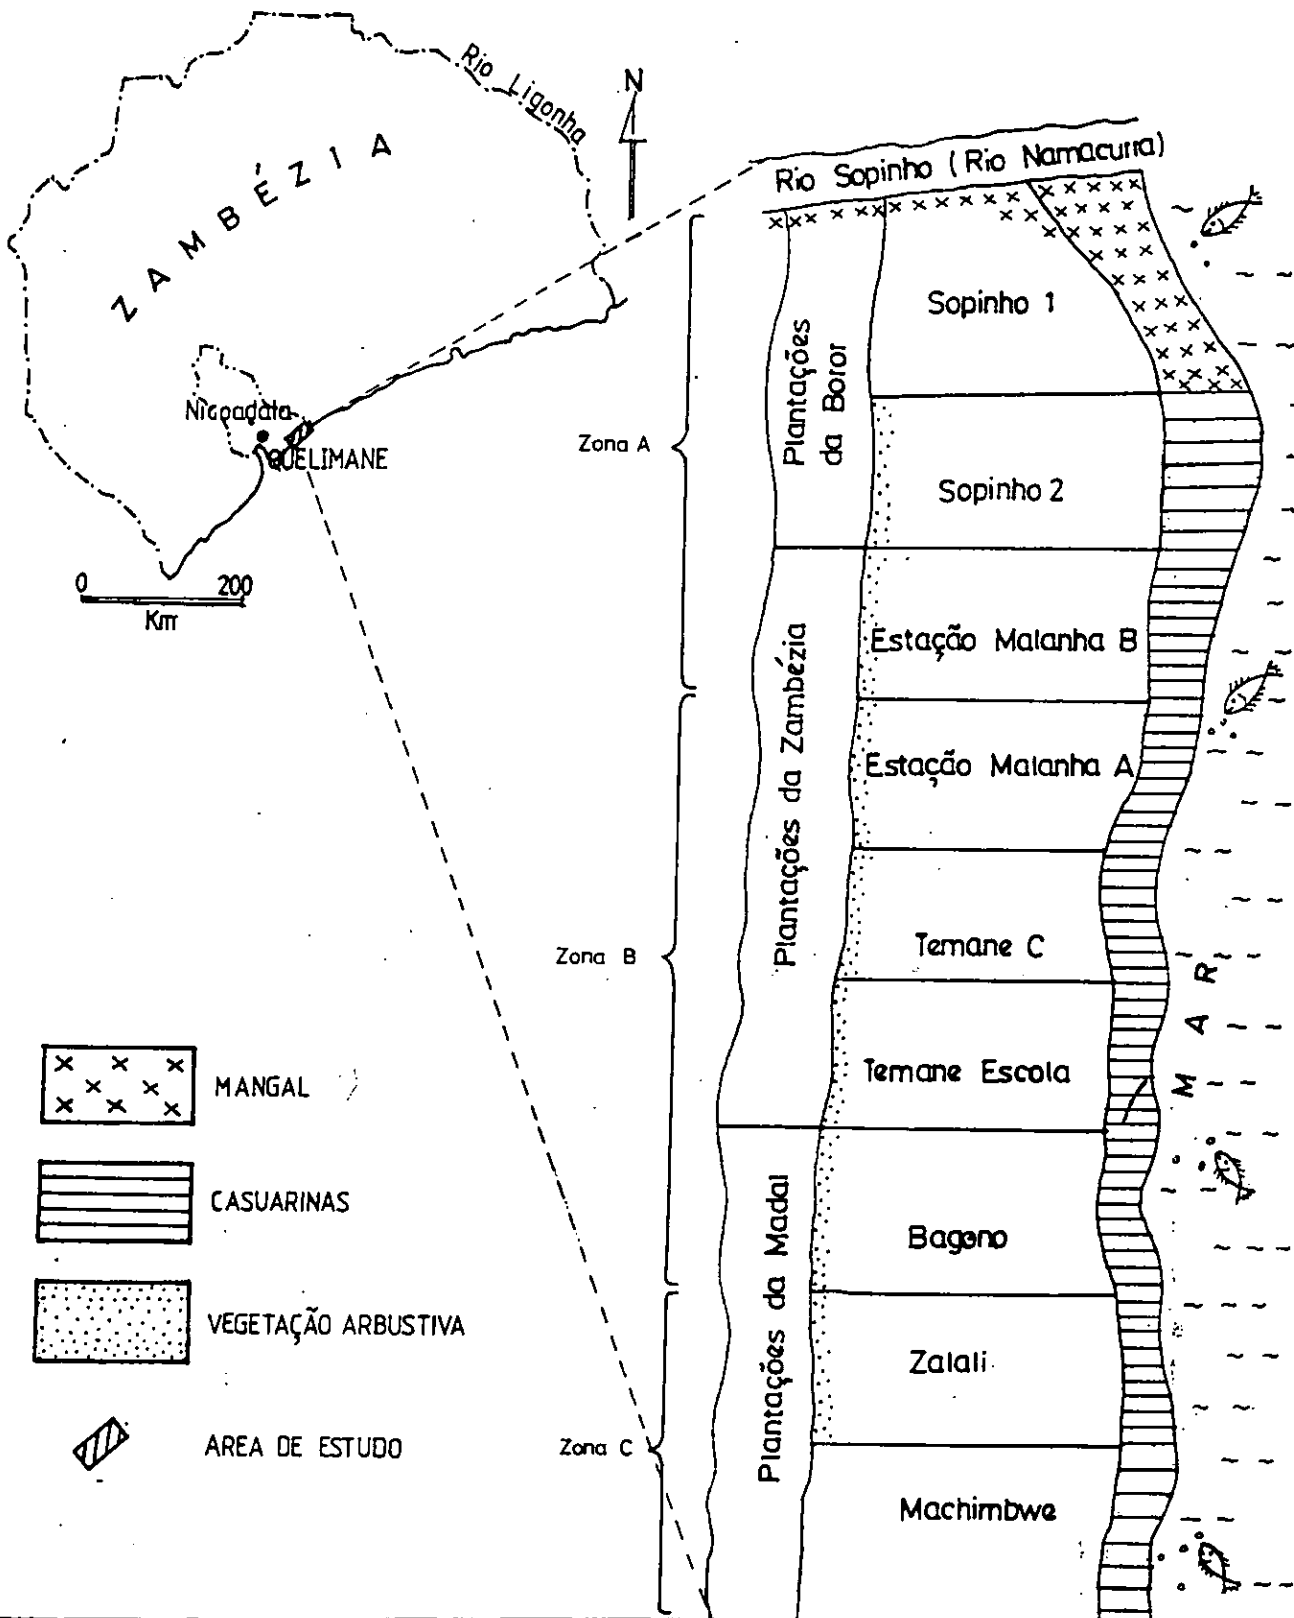 Rio Ligonha
N
ZAMBÉZIA
Rio Sopinho (Rio Namacurra)
Sopinho 1
Plantações
da Boror
Nicoadala
QUELIMANE
Zona A
Sopinho 2
0 200
Km
Estação Malanha B
Plantações da Zambézia
Estação Malanha A
Zona B
Temane C
MAR
Temane Escola
MANGAL
CASUARINAS
Plantações da Madal
Bagono
VEGETAÇÃO ARBUSTIVA
Zalali
AREA DE ESTUDO
Zona C
Machimbwe